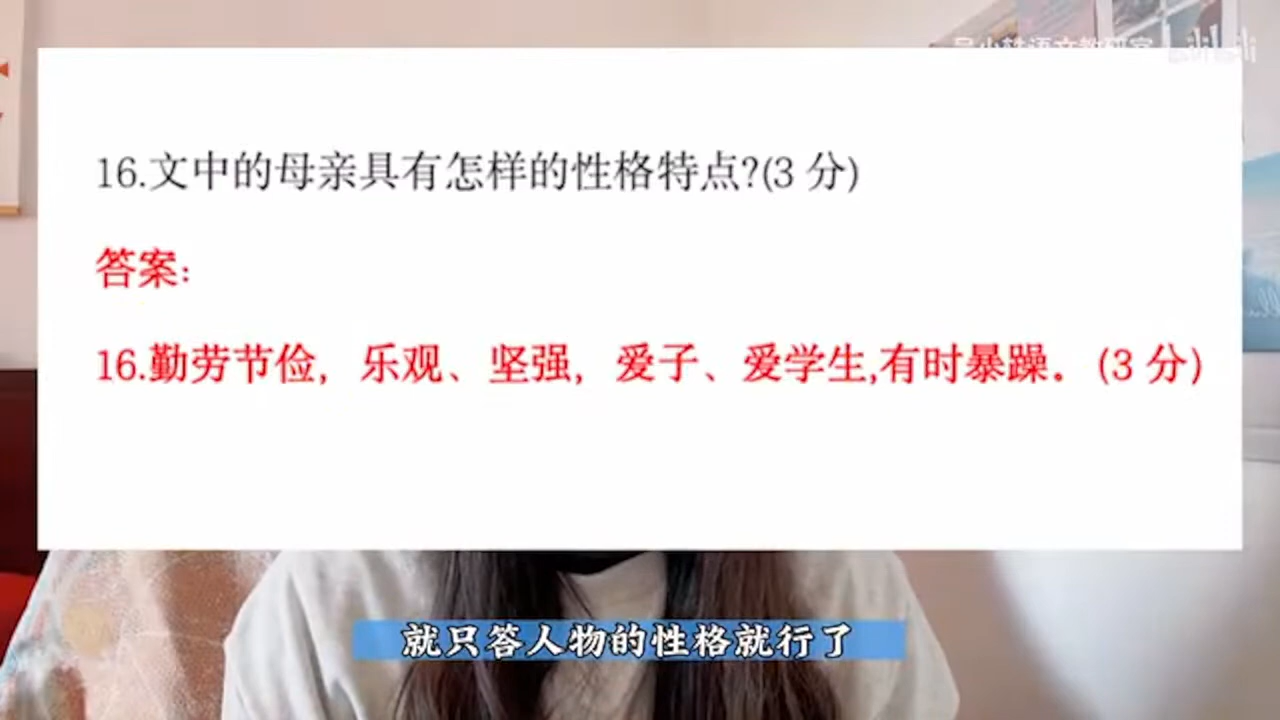 16.文中的母亲具有怎样的性格特点?(3 分)
答案:
16.勤劳节俭，乐观、坚强，爱子、爱学生,有时暴躁。(3 分)
就只答人物的性格就行了